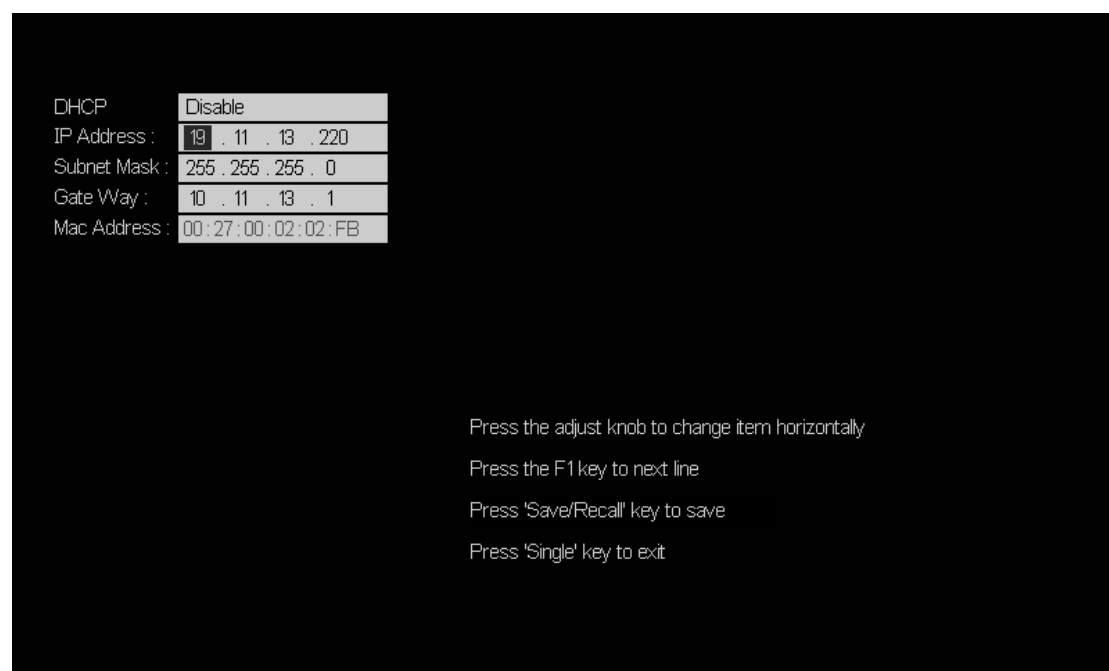 DHCP Disable
IP Address : 19 . 11 . 13 . 220
Subnet Mask : 255 . 255 . 255 . 0
Gate Way : 10 . 11 . 13 . 1
Mac Address : 00:27:00:02:02:FB
Press the adjust knob to change item horizontally
Press the F1 key to next line
Press 'Save/Recall' key to save
Press 'Single' key to exit